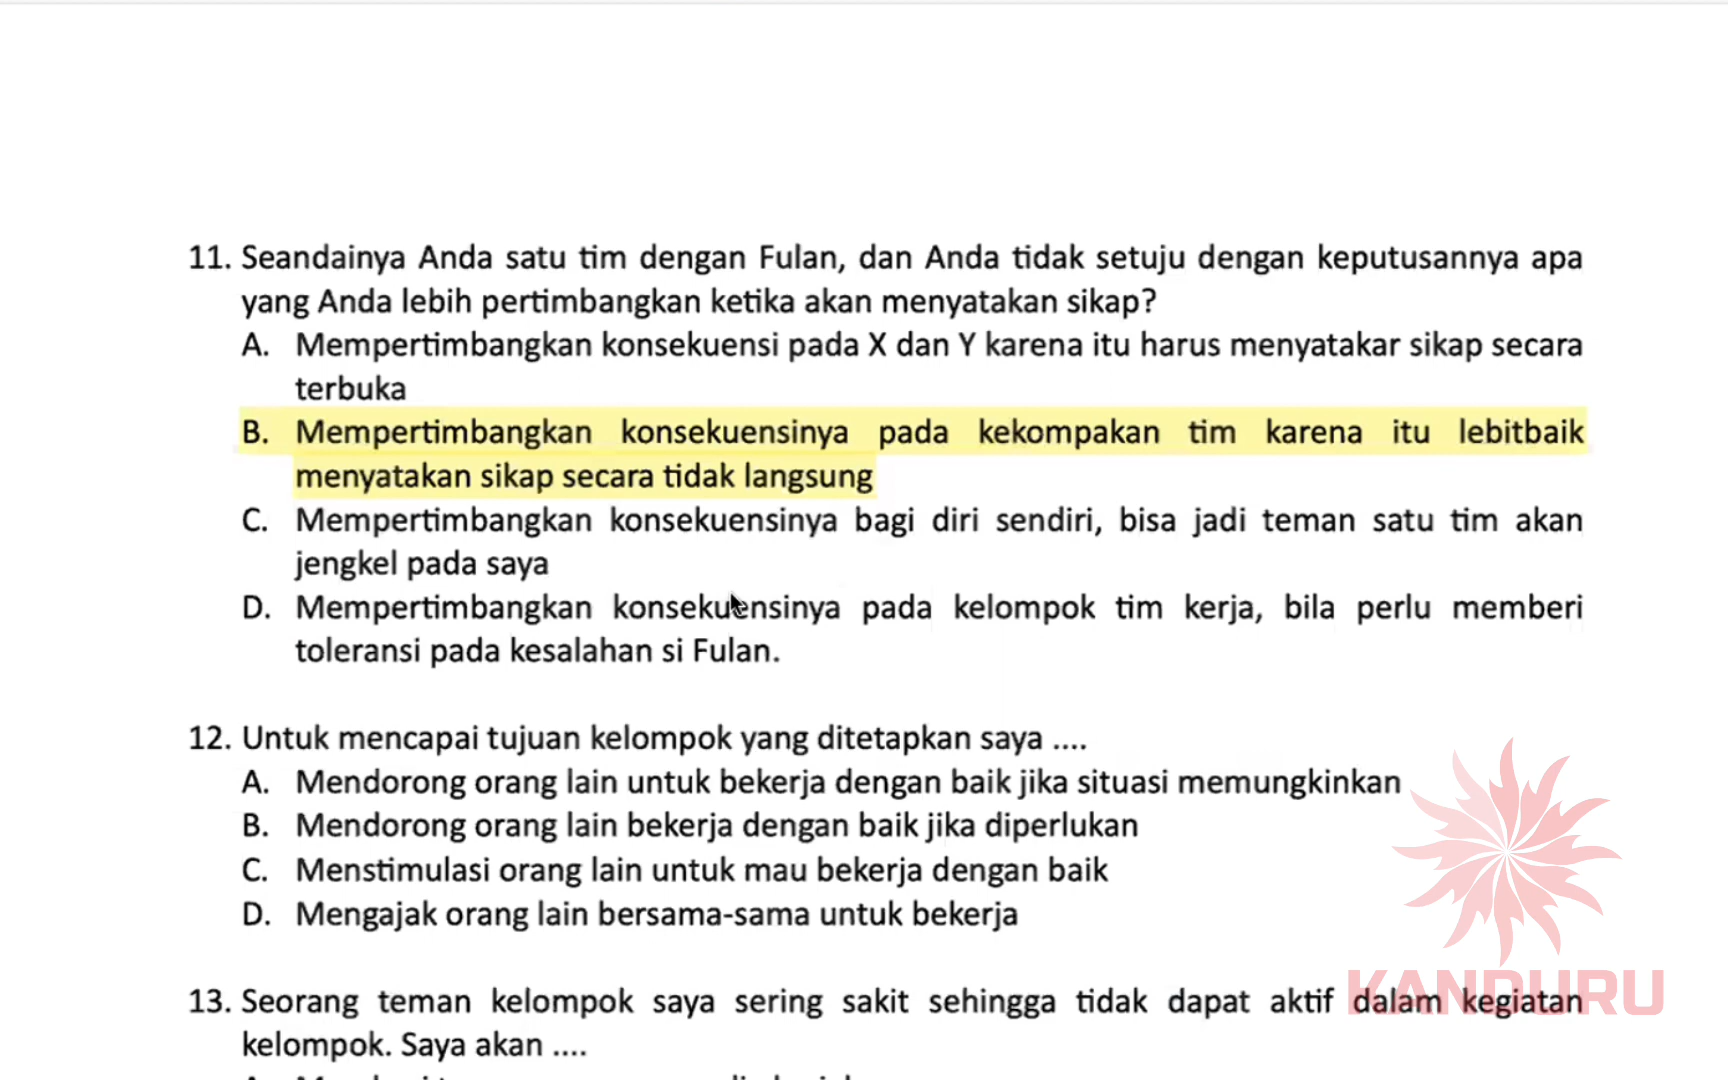 11. Seandainya Anda satu tim dengan Fulan, dan Anda tidak setuju dengan keputusannya apa
yang Anda lebih pertimbangkan ketika akan menyatakan sikap?
A. Mempertimbangkan konsekuensi pada X dan Y karena itu harus menyatakar sikap secara
terbuka
B. Mempertimbangkan konsekuensinya pada kekompakan tim karena itu lebitbaik
menyatakan sikap secara tidak langsung
C. Mempertimbangkan konsekuensinya bagi diri sendiri, bisa jadi teman satu tim akan
jengkel pada saya
D. Mempertimbangkan konsekuensinya pada kelompok tim kerja, bila perlu memberi
toleransi pada kesalahan si Fulan.
12. Untuk mencapai tujuan kelompok yang ditetapkan saya ....
A. Mendorong orang lain untuk bekerja dengan baik jika situasi memungkinkan
B. Mendorong orang lain bekerja dengan baik jika diperlukan
C. Menstimulasi orang lain untuk mau bekerja dengan baik
D. Mengajak orang lain bersama-sama untuk bekerja
13. Seorang teman kelompok saya sering sakit sehingga tidak dapat aktif dalam kegiatan
kelompok. Saya akan ....
KANDURU